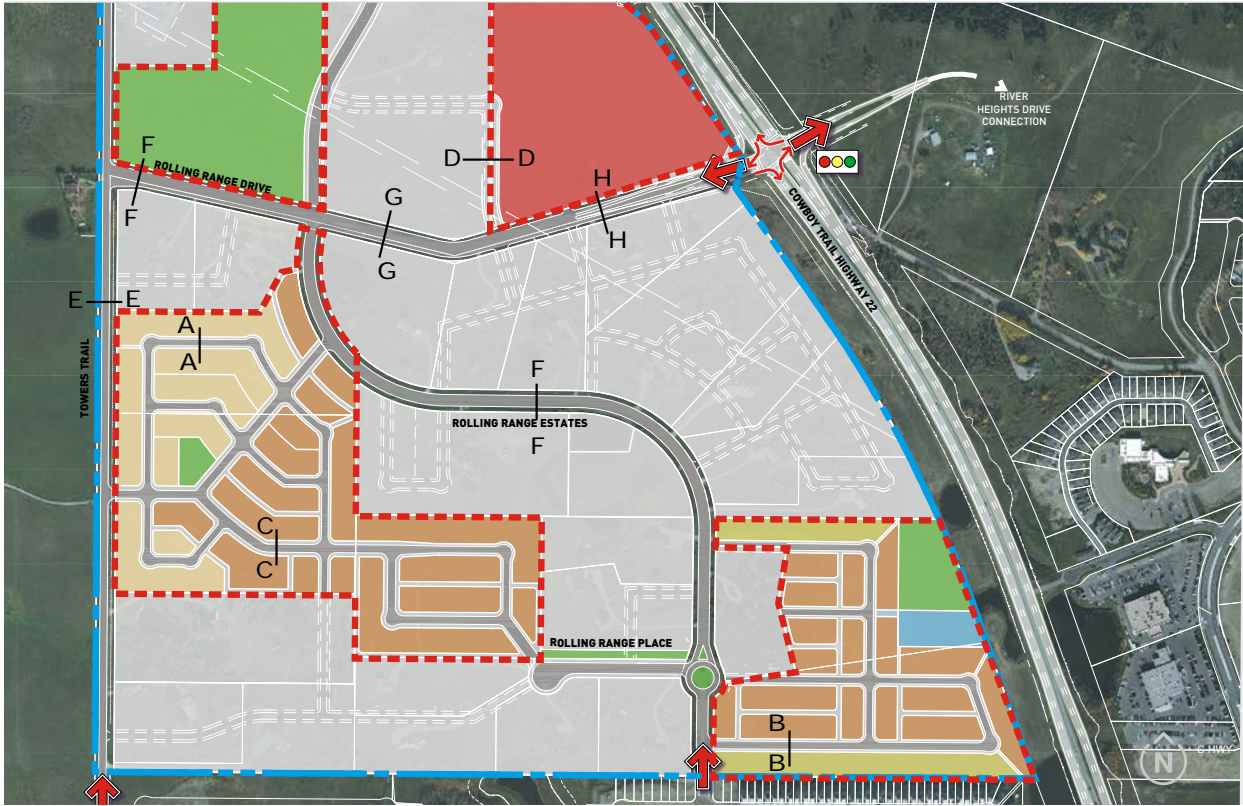 RIVER
HEIGHTS DRIVE
CONNECTION
F
ROLLING RANGE DRIVE
F
D
D
H
H
G
G
COWBOY TRAIL HIGHWAY 22
E
E
A
A
TOWERS TRAIL
F
ROLLING RANGE ESTATES
F
C
C
ROLLING RANGE PLACE
B
B
N